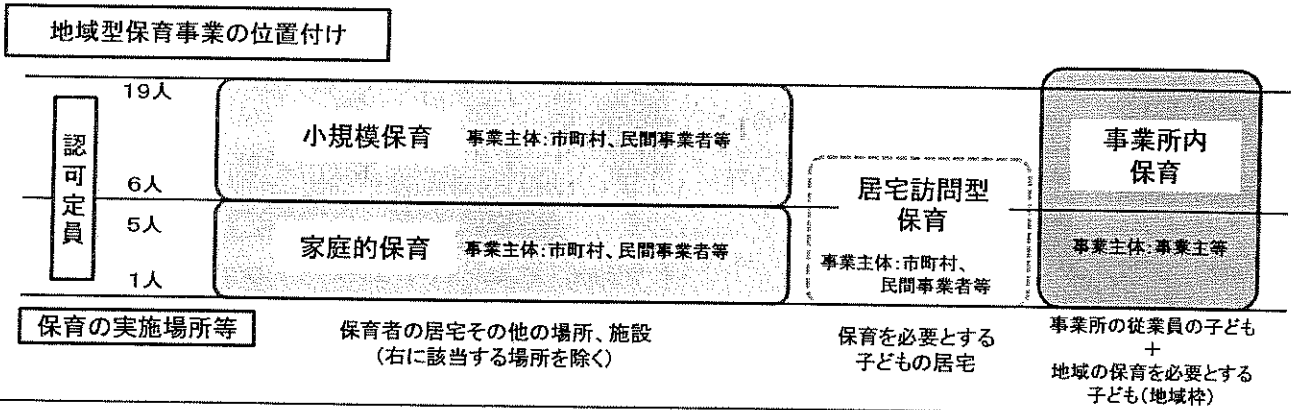 地域型保育事業の位置付け
認可定員
19人
6人
5人
1人
小規模保育 事業主体:市町村、民間事業者等
家庭的保育 事業主体:市町村、民間事業者等
居宅訪問型
保育
事業主体:市町村、
民間事業者等
事業所内
保育
事業主体:事業主等
保育の実施場所等
保育者の居宅その他の場所、施設
(右に該当する場所を除く)
保育を必要とする
子どもの居宅
事業所の従業員の子ども
+
地域の保育を必要とする
子ども(地域枠)